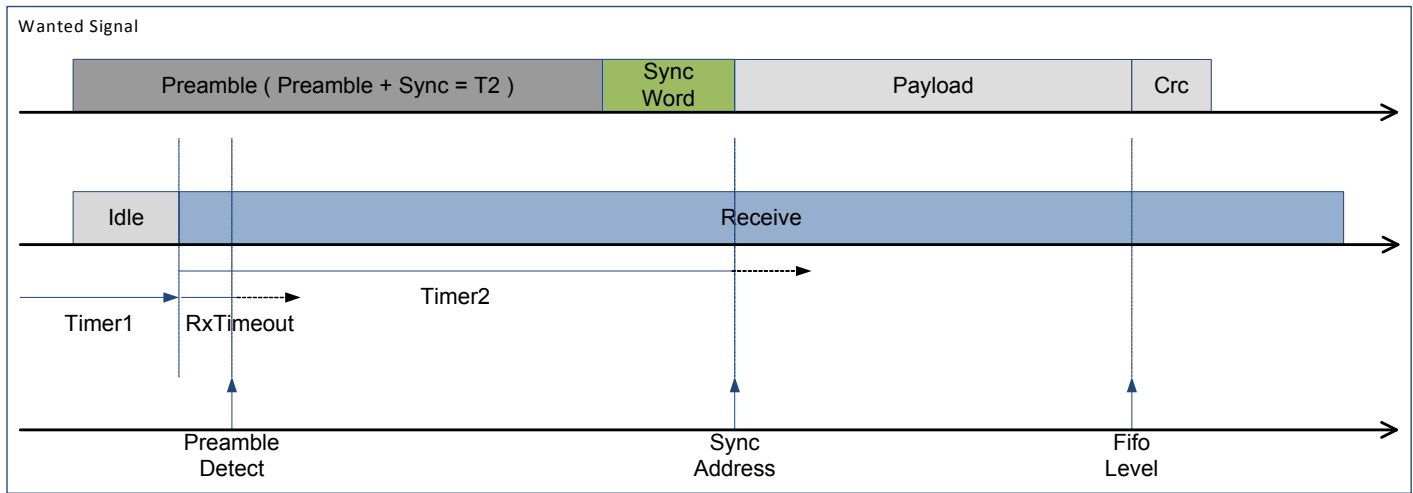 Wanted Signal
Preamble ( Preamble + Sync = T2 )
Sync
Word
Payload
Crc
Idle
Receive
Timer2
Timer1
RxTimeout
Preamble
Detect
Sync
Address
Fifo
Level